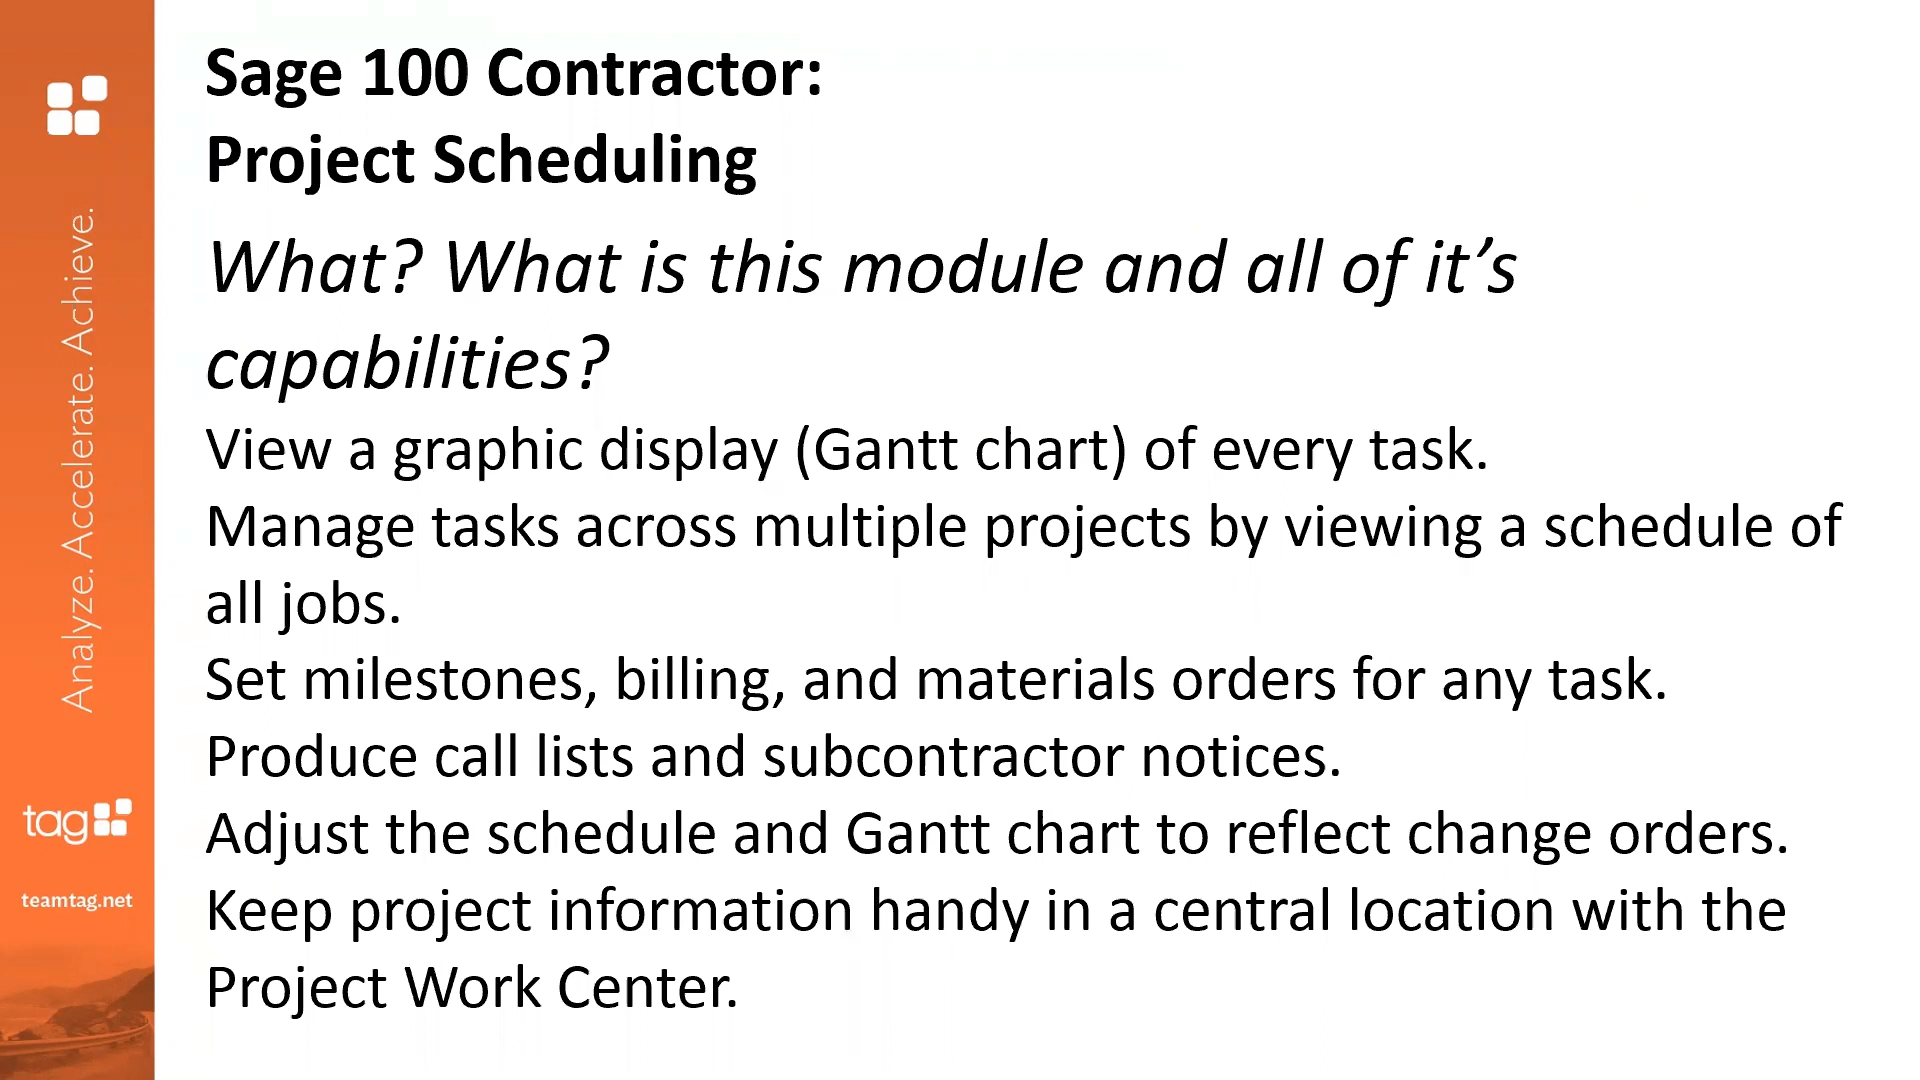 Sage 100 Contractor:
Project Scheduling
What? What is this module and all of it’s
capabilities?
View a graphic display (Gantt chart) of every task.
Manage tasks across multiple projects by viewing a schedule of
all jobs.
Set milestones, billing, and materials orders for any task.
Produce call lists and subcontractor notices.
Adjust the schedule and Gantt chart to reflect change orders.
Keep project information handy in a central location with the
Project Work Center.
Analyze. Accelerate. Achieve.
tag
teamtag.net